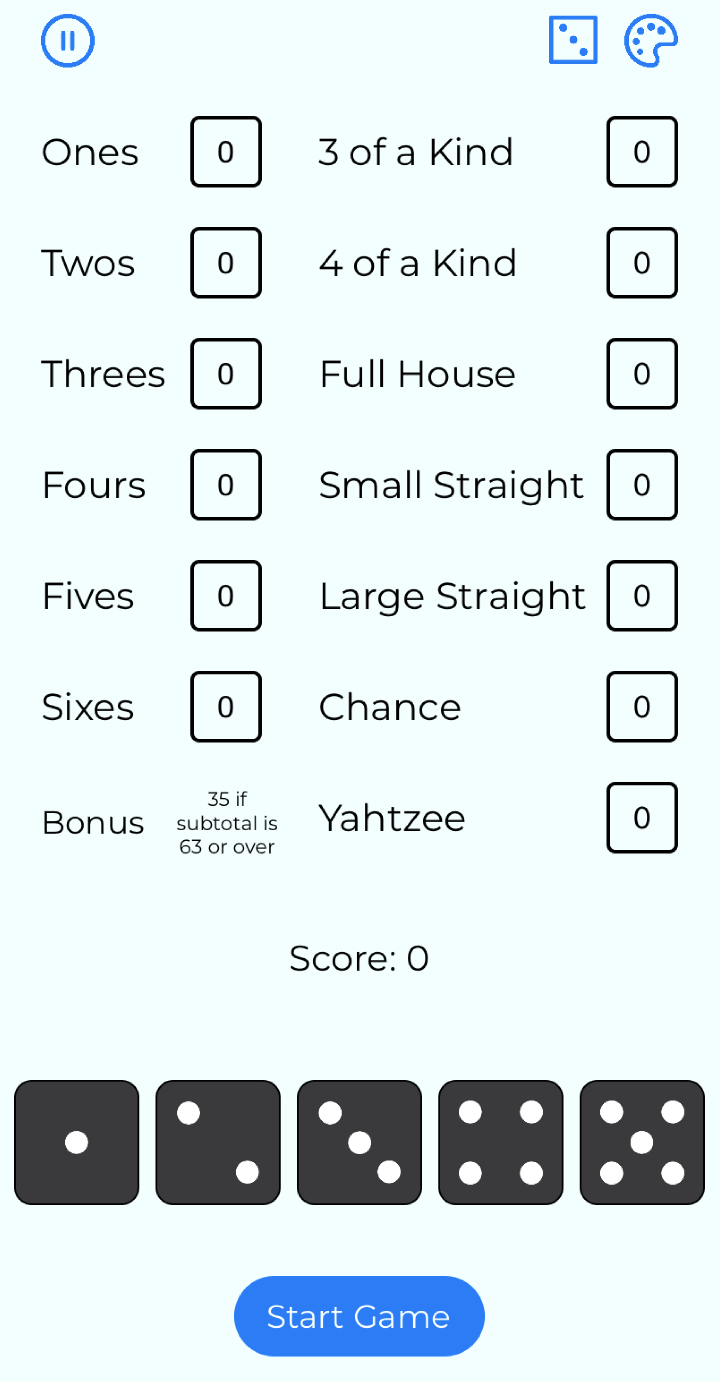 Ones 0 3 of a Kind 0
Twos 0 4 of a Kind 0
Threes 0 Full House 0
Fours 0 Small Straight 0
Fives 0 Large Straight 0
Sixes 0 Chance 0
Bonus
35 if
subtotal is
63 or over
Yahtzee 0
Score: 0
Start Game